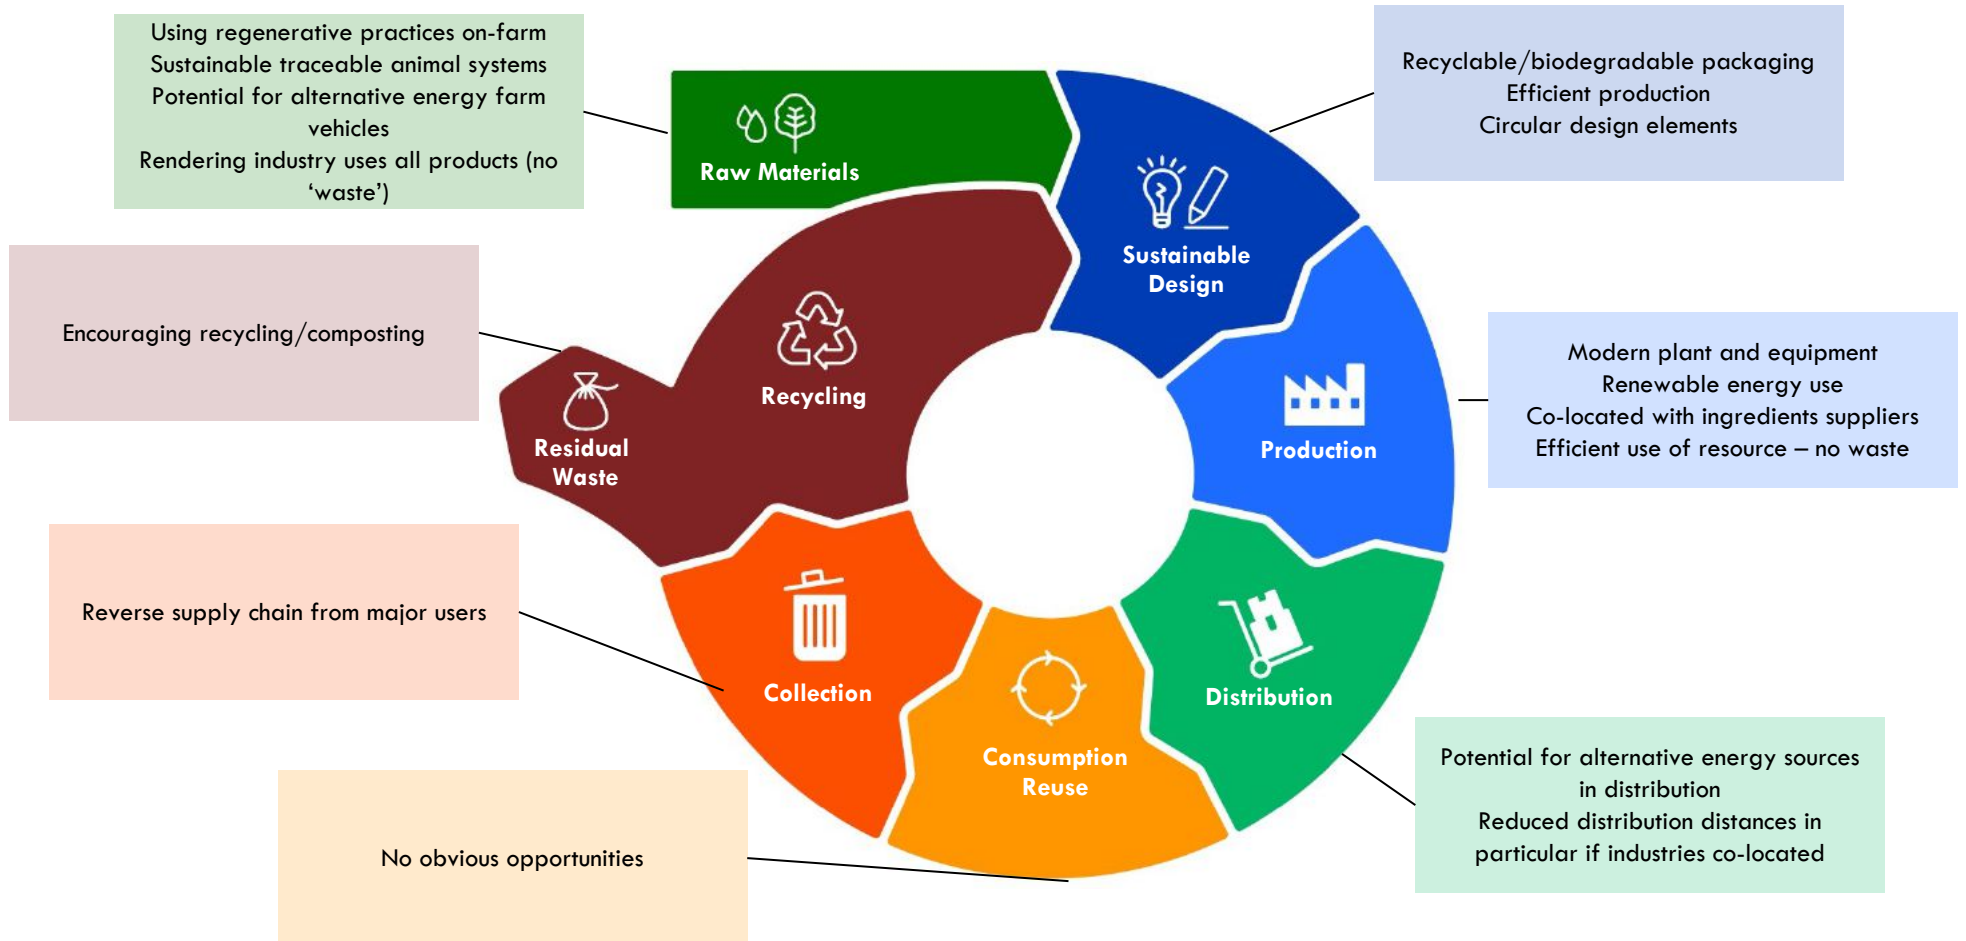 Using regenerative practices on-farm
Sustainable traceable animal systems
Potential for alternative energy farm
vehicles
Rendering industry uses all products (no
‘waste’)
Raw Materials
Recyclable/biodegradable packaging
Efficient production
Circular design elements
Sustainable
Design
Modern plant and equipment
Renewable energy use
Co-located with ingredients suppliers
Efficient use of resource – no waste
Production
Potential for alternative energy sources
in distribution
Reduced distribution distances in
particular if industries co-located
Distribution
Consumption
Reuse
No obvious opportunities
Collection
Reverse supply chain from major users
Recycling
Residual
Waste
Encouraging recycling/composting